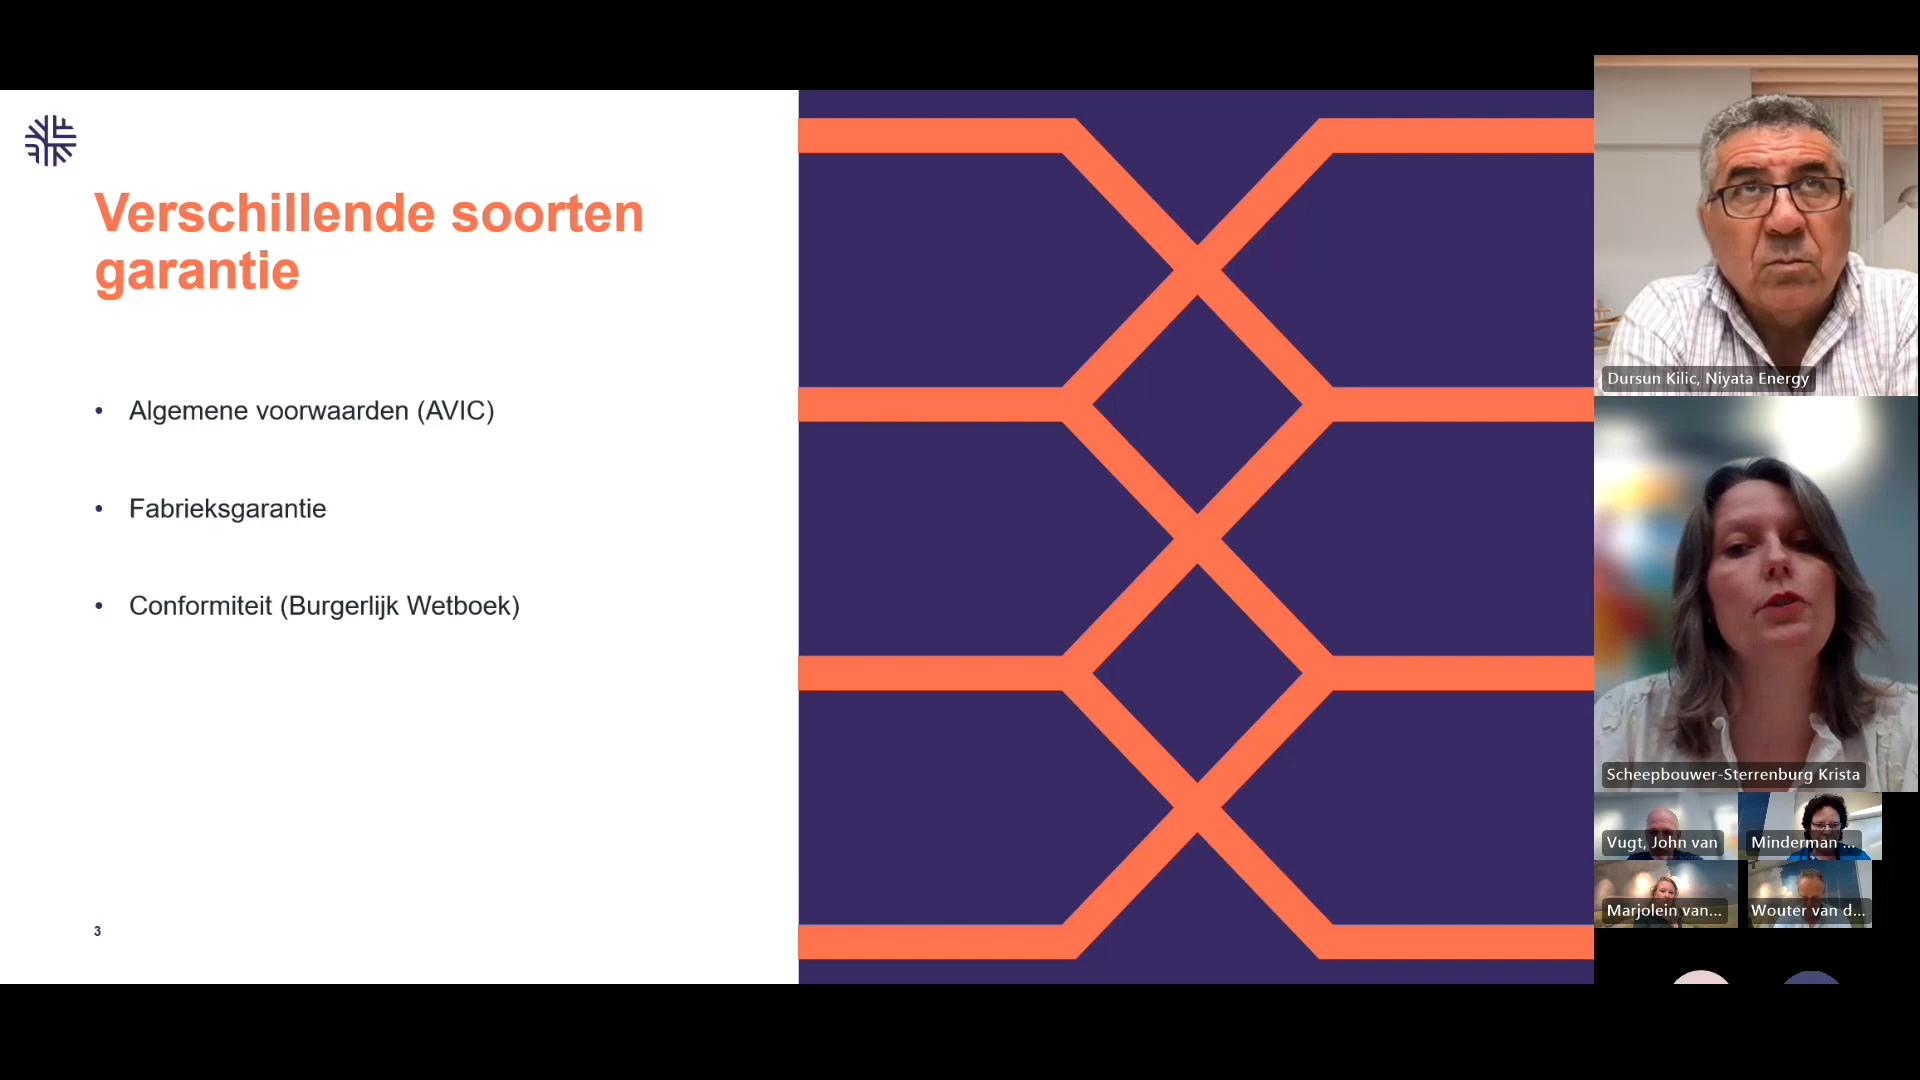 Verschillende soorten
garantie
• Algemene voorwaarden (AVIC)
• Fabrieksgarantie
• Conformiteit (Burgerlijk Wetboek)
3
Dursun Kilic, Niyata Energy
Scheepbouwer-Sterrenburg Krista
Vugt, John van
Minderman ...
Marjolein van...
Wouter van d...